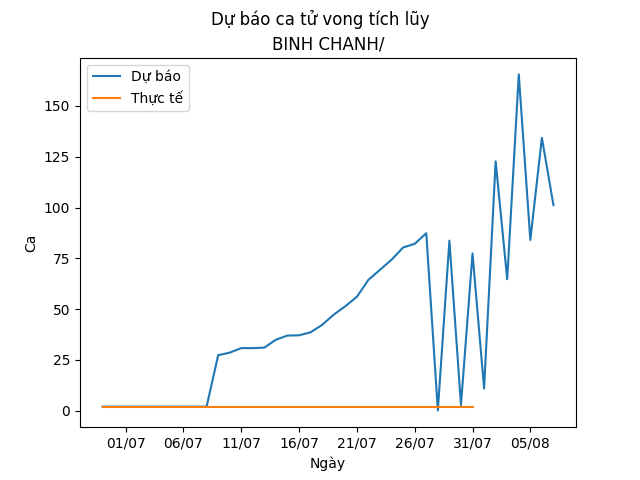 Dự báo ca tử vong tích lũy
BINH CHANH/
Dự báo
Thực tế
150
125
100
75
50
25
0
Ca
01/07 06/07 11/07 16/07 21/07 26/07 31/07 05/08
Ngày